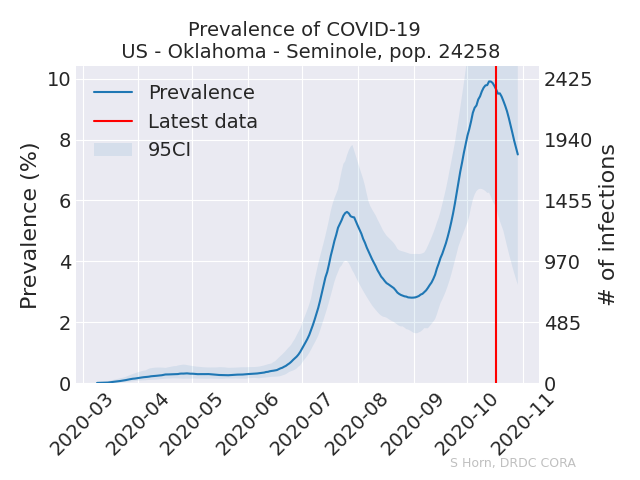 Prevalence of COVID-19
US - Oklahoma - Seminole, pop. 24258
Prevalence
Latest data
95CI
Prevalence (%)
10
8
6
4
2
0
2425
1940
1455
970
485
0
# of infections
2020-03
2020-04
2020-05
2020-06
2020-07
2020-08
2020-09
2020-10
2020-11
S Horn, DRDC CORA